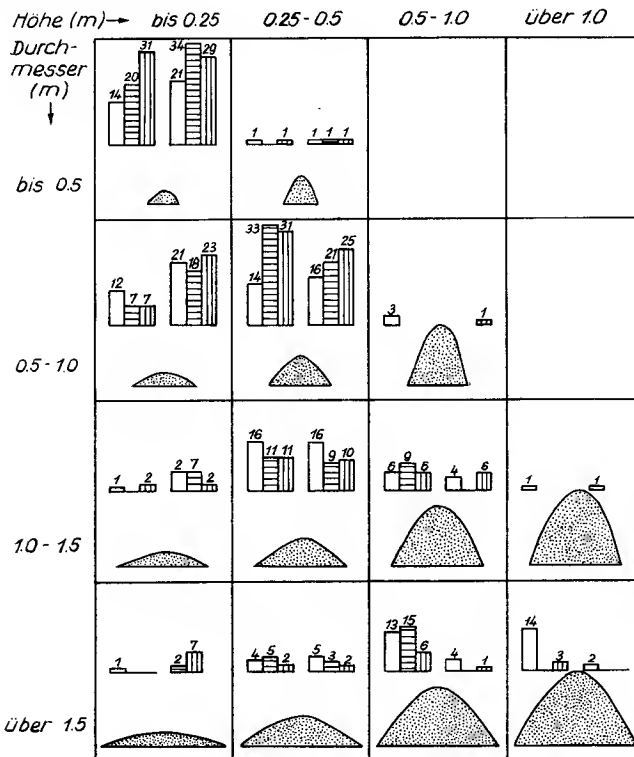 Höhe (m)→ bis 0.25 0.25 - 0.5 0.5 - 1.0 über 1.0
Durch-
messer
(m)
↓
14 20 31 21 34 29
1 1 1 1 1
bis 0.5
12 7 7 21 18 23
14 33 31 16 21 25
3 1
0.5 - 1.0
1 2 2 7 2
16 11 11 16 9 10
6 9 6 4 6
1 1
1.0 - 1.5
1 2 7
4 5 2 5 3 2
13 15 6 4 1
14 3 2
über 1.5